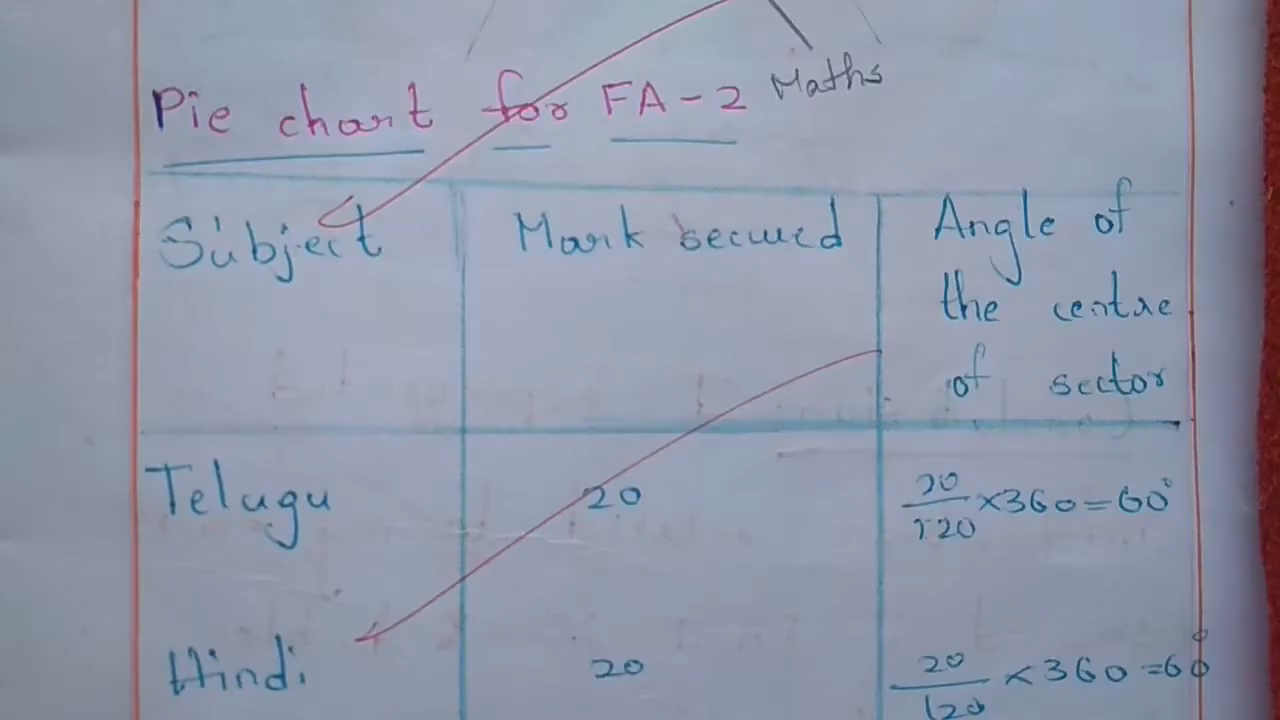 Maths
Pie chart for FA-2
Subject Mark secured Angle of
the centre
of sector
Telugu 20 20/120 ×360=60°
Hindi 20 20/120 ×360=60°